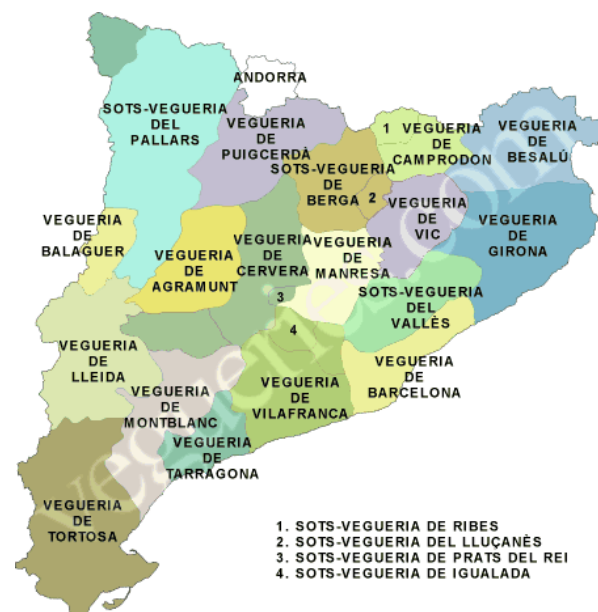 ANDORRA
SOTS-VEGUERIA
DEL
PALLARS
VEGUERIA
DE
PUIGCERDÀ
1
VEGUERIA
DE
CAMPRODON
VEGUERIA
DE
BESALÚ
SOTS-VEGUERIA
DE
BERGA
2
VEGUERIA
DE
VIC
VEGUERIA
DE
GIRONA
VEGUERIA
DE
BALAGUER
VEGUERIA
DE
AGRAMUNT
VEGUERIA
DE
CERVERA
VEGUERIA
DE
MANRESA
3
SOTS-VEGUERIA
DEL
VALLÈS
4
VEGUERIA
DE
LLEIDA
VEGUERIA
DE
MONTBLANC
VEGUERIA
DE
VILAFRANCA
VEGUERIA
DE
BARCELONA
VEGUERIA
DE
TARRAGONA
VEGUERIA
DE
TORTOSA
1. SOTS-VEGUERIA DE RIBES
2. SOTS-VEGUERIA DEL LLUÇANÈS
3. SOTS-VEGUERIA DE PRATS DEL REI
4. SOTS-VEGUERIA DE IGUALADA